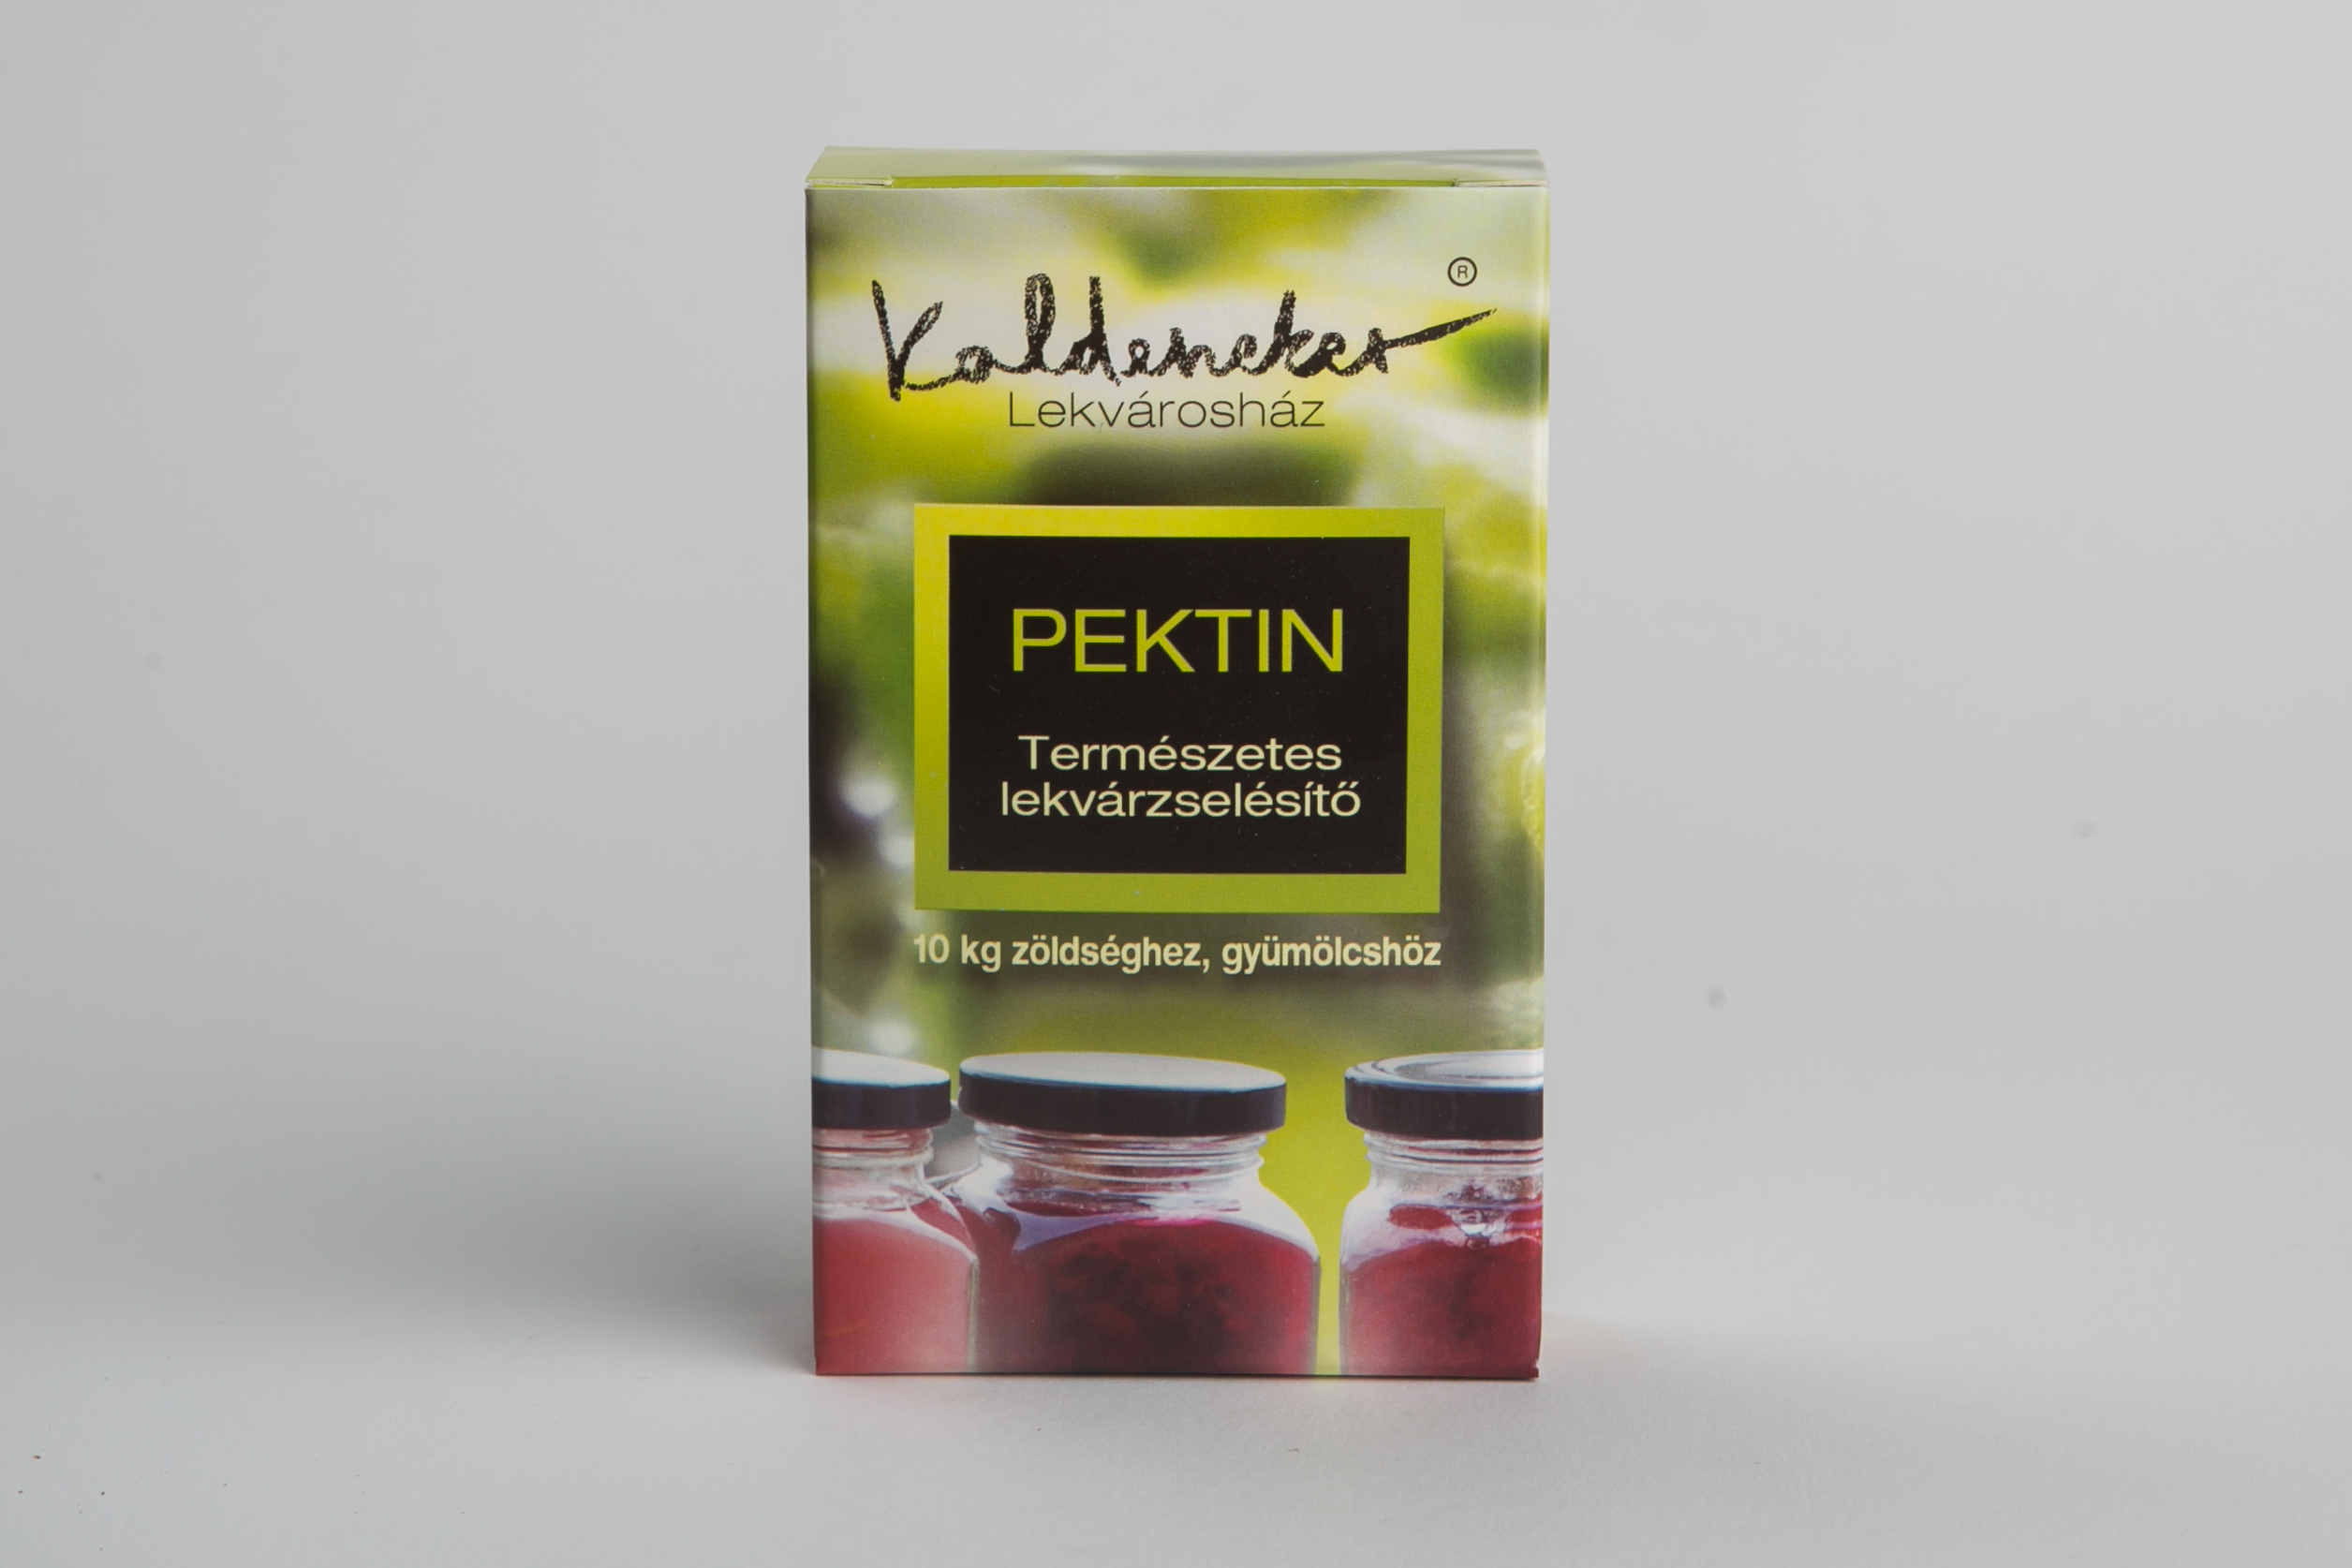 Kaldeneker
®
Lekvárosház
PEKTIN
Természetes
lekvárzselésítő
10 kg zöldséghez, gyümölcshöz